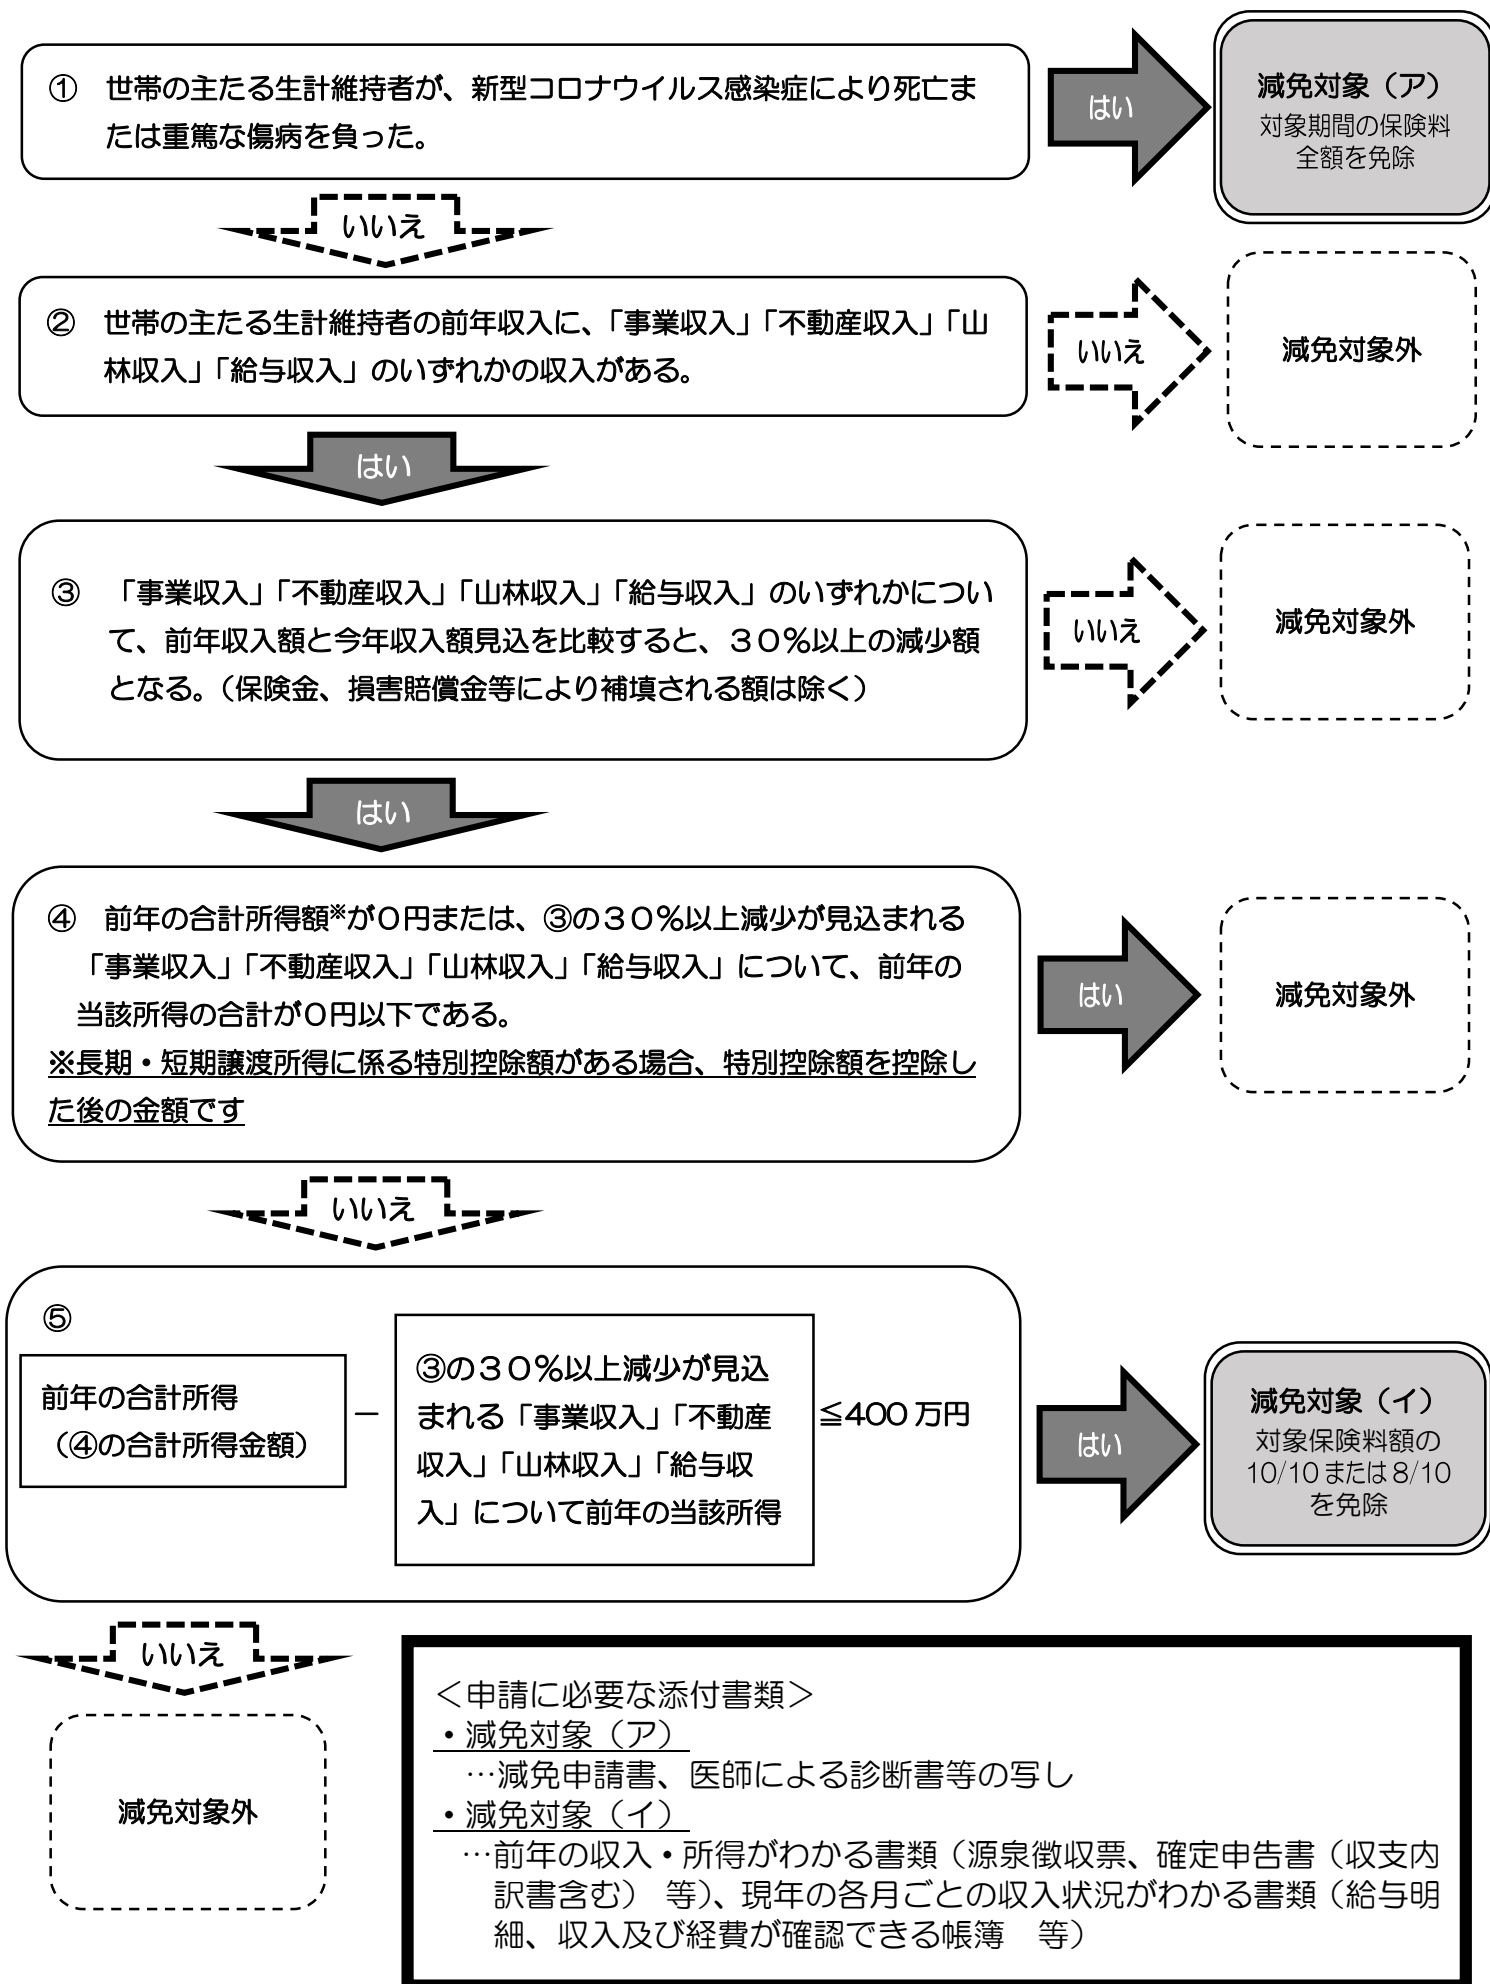 ① 世帯の主たる生計維持者が、新型コロナウイルス感染症により死亡ま
たは重篤な傷病を負った。
はい
減免対象（ア）
対象期間の保険料
全額を免除
いいえ
② 世帯の主たる生計維持者の前年収入に、「事業収入」「不動産収入」「山
林収入」「給与収入」のいずれかの収入がある。
いいえ
減免対象外
はい
③ 「事業収入」「不動産収入」「山林収入」「給与収入」のいずれかについ
て、前年収入額と今年収入額見込を比較すると、３０％以上の減少額
となる。（保険金、損害賠償金等により補填される額は除く）
いいえ
減免対象外
はい
④ 前年の合計所得額※が０円または、③の３０％以上減少が見込まれる
「事業収入」「不動産収入」「山林収入」「給与収入」について、前年の
当該所得の合計が０円以下である。
※長期・短期譲渡所得に係る特別控除額がある場合、特別控除額を控除し
た後の金額です
はい
減免対象外
いいえ
⑤
前年の合計所得
（④の合計所得金額）
－
③の３０％以上減少が見込
まれる「事業収入」「不動産
収入」「山林収入」「給与収
入」について前年の当該所得
≦400万円
はい
減免対象（イ）
対象保険料額の
10/10または8/10
を免除
いいえ
減免対象外
＜申請に必要な添付書類＞
・減免対象（ア）
…減免申請書、医師による診断書等の写し
・減免対象（イ）
…前年の収入・所得がわかる書類（源泉徴収票、確定申告書（収支内
訳書含む） 等）、現年の各月ごとの収入状況がわかる書類（給与明
細、収入及び経費が確認できる帳簿　等）